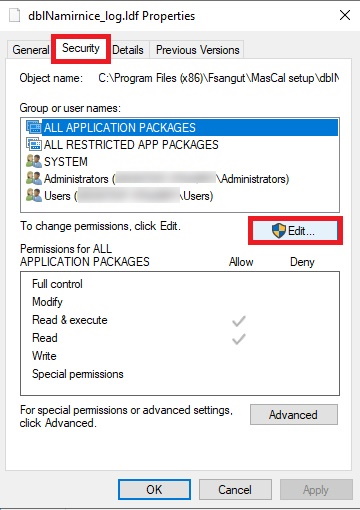 dblNamirnice_log.ldf Properties
General Security Details Previous Versions
Object name: C:\Program Files (x86)\Fsangut\MasCal setup\dblN
Group or user names:
ALL APPLICATION PACKAGES
ALL RESTRICTED APP PACKAGES
SYSTEM
Administrators (\Administrators)
Users (\Users)
To change permissions, click Edit.
Edit...
Permissions for ALL
APPLICATION PACKAGES Allow Deny
Full control
Modify
Read & execute
Read
Write
Special permissions
For special permissions or advanced settings,
click Advanced.
Advanced
OK Cancel Apply